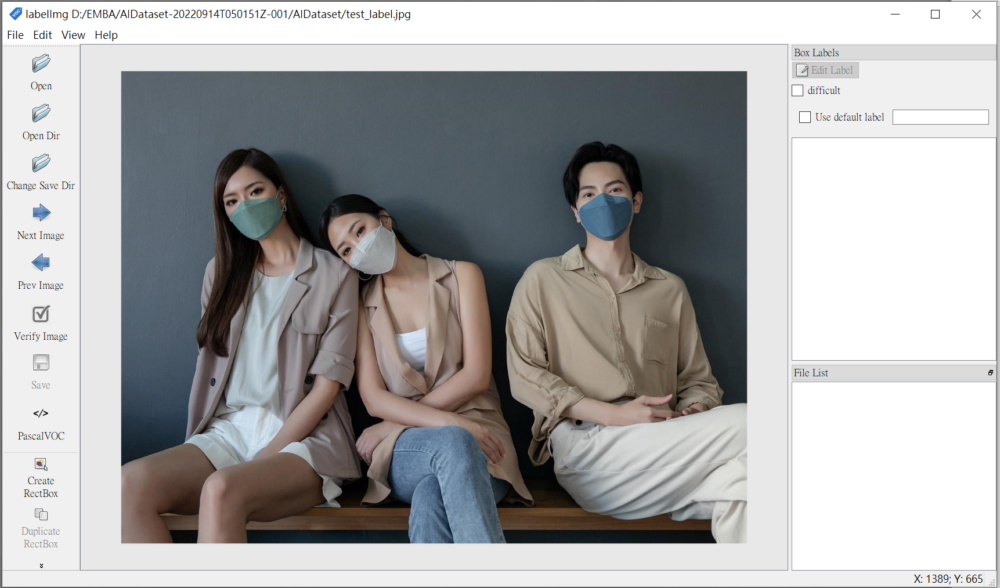 labelImg D:/EMBA/AIDataset-20220914T050151Z-001/AIDataset/test_label.jpg
File Edit View Help
Open
Open Dir
Change Save Dir
Next Image
Prev Image
Verify Image
Save
</>
PascalVOC
Create
RectBox
Duplicate
RectBox
Box Labels
Edit Label
difficult
Use default label
File List
X: 1389; Y: 665